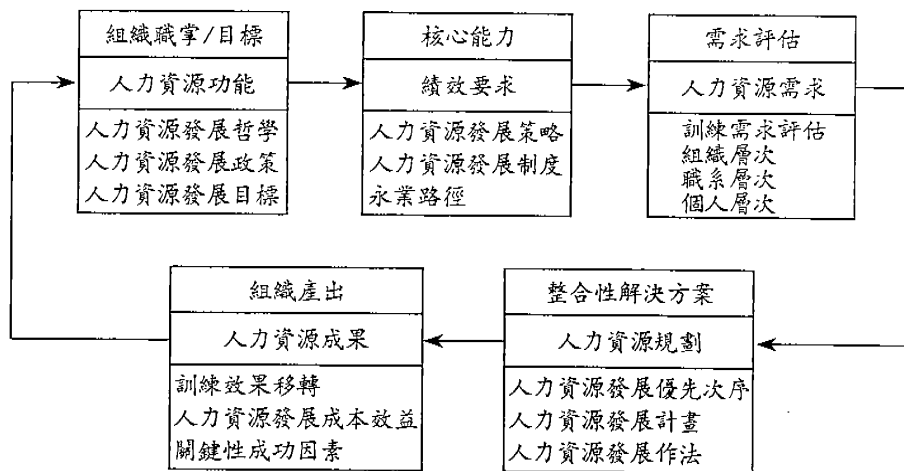 組織職掌/目標
人力資源功能
人力資源發展哲學
人力資源發展政策
人力資源發展目標
核心能力
績效要求
人力資源發展策略
人力資源發展制度
永業路徑
需求評估
人力資源需求
訓練需求評估
組織層次
職系層次
個人層次
組織產出
人力資源成果
訓練效果移轉
人力資源發展成本效益
關鍵性成功因素
整合性解決方案
人力資源規劃
人力資源發展優先次序
人力資源發展計畫
人力資源發展作法